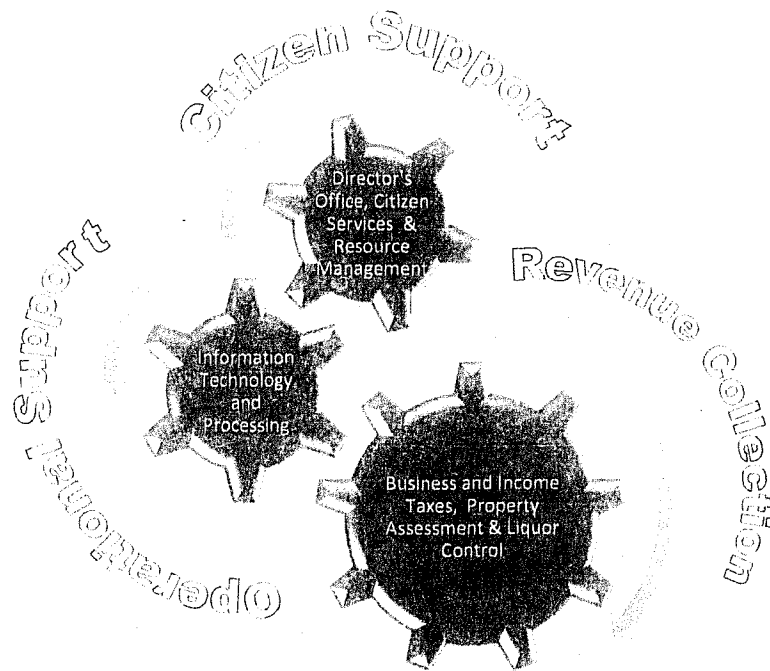 Citizen Support
Director's
Office, Citizen
Services &
Resource
Management
Operational Support
Information
Technology
and
Processing
Revenue Collection
Business and Income
Taxes, Property
Assessment & Liquor
Control